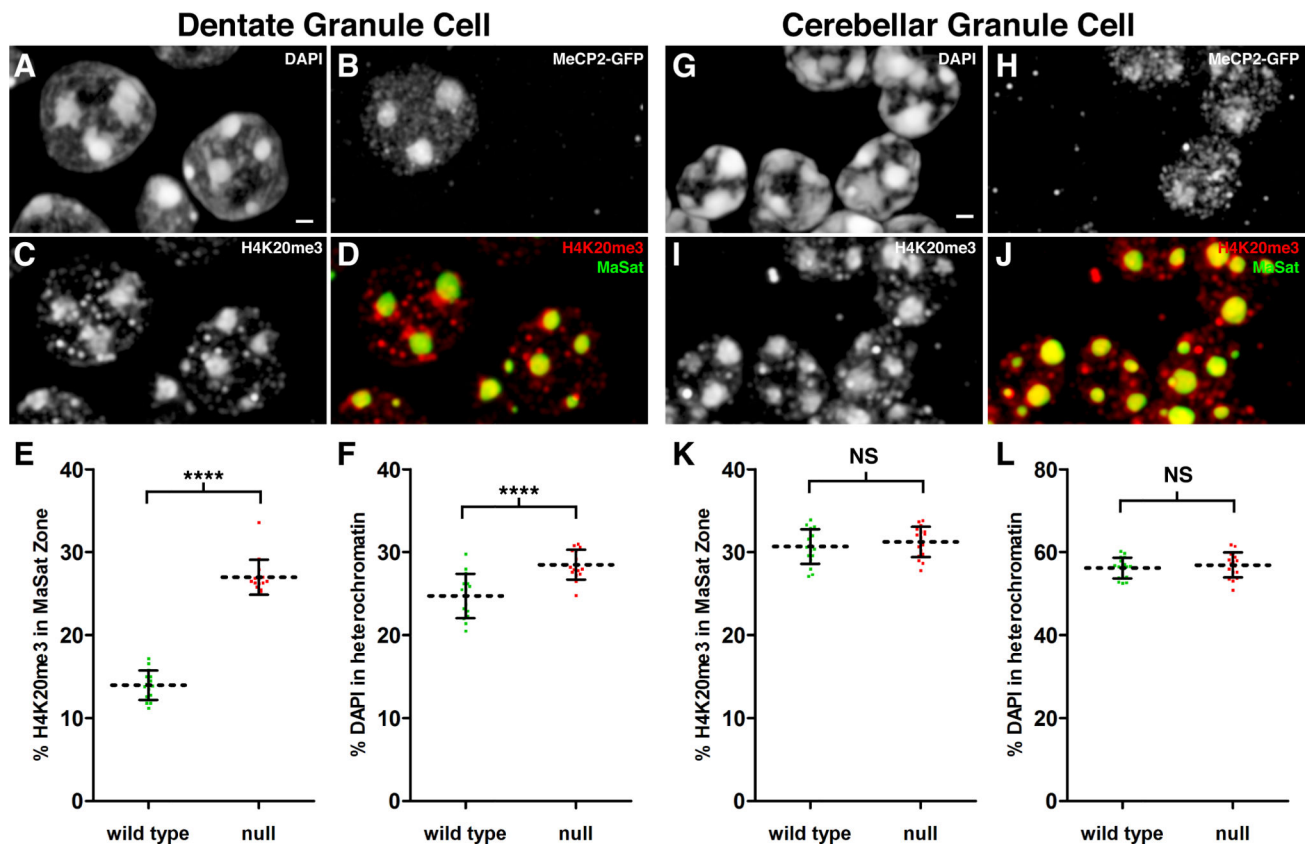 Dentate Granule Cell
Cerebellar Granule Cell
A
DAPI
B
MeCP2-GFP
G
DAPI
H
MeCP2-GFP
C
H4K20me3
D
H4K20me3
MaSat
I
H4K20me3
J
H4K20me3
MaSat
E
% H4K20me3 in MaSat Zone
40
30
20
10
0
****
wild type
null
F
% DAPI in heterochromatin
40
30
20
10
0
****
wild type
null
K
% H4K20me3 in MaSat Zone
40
30
20
10
0
NS
wild type
null
L
% DAPI in heterochromatin
80
60
40
20
0
NS
wild type
null